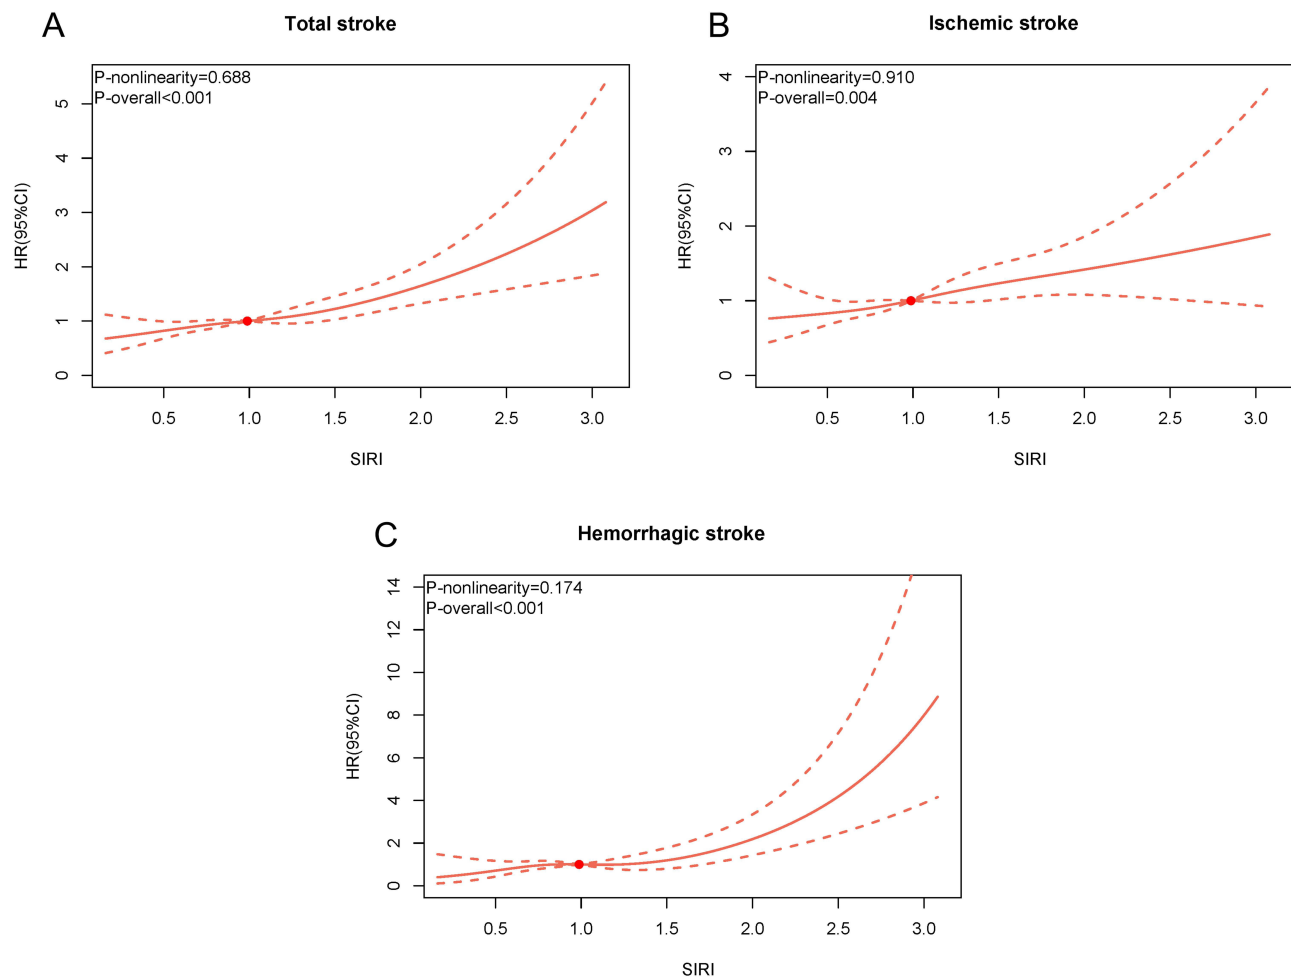 A
Total stroke
P-nonlinearity=0.688
P-overall<0.001
5
4
3
2
1
0
HR(95%CI)
0.5 1.0 1.5 2.0 2.5 3.0
SIRI
B
Ischemic stroke
P-nonlinearity=0.910
P-overall=0.004
4
3
2
1
0
HR(95%CI)
0.5 1.0 1.5 2.0 2.5 3.0
SIRI
C
Hemorrhagic stroke
P-nonlinearity=0.174
P-overall<0.001
14
12
10
8
6
4
2
0
HR(95%CI)
0.5 1.0 1.5 2.0 2.5 3.0
SIRI